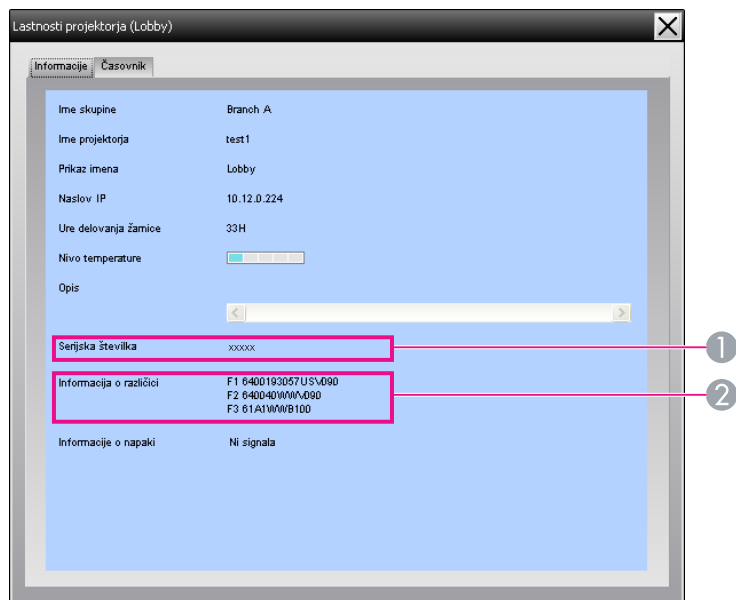 Lastnosti projektorja (Lobby)
Informacije Časovnik
Ime skupine Branch A
Ime projektorja test1
Prikaz imena Lobby
Naslov IP 10.12.0.224
Ure delovanja žarnice 33H
Nivo temperature
Opis
Serijska številka xxxxx
1
Informacija o različici F1 6400193057USV090
2
F2 640040WWV090
F3 61A1WWB100
Informacije o napaki Ni signala